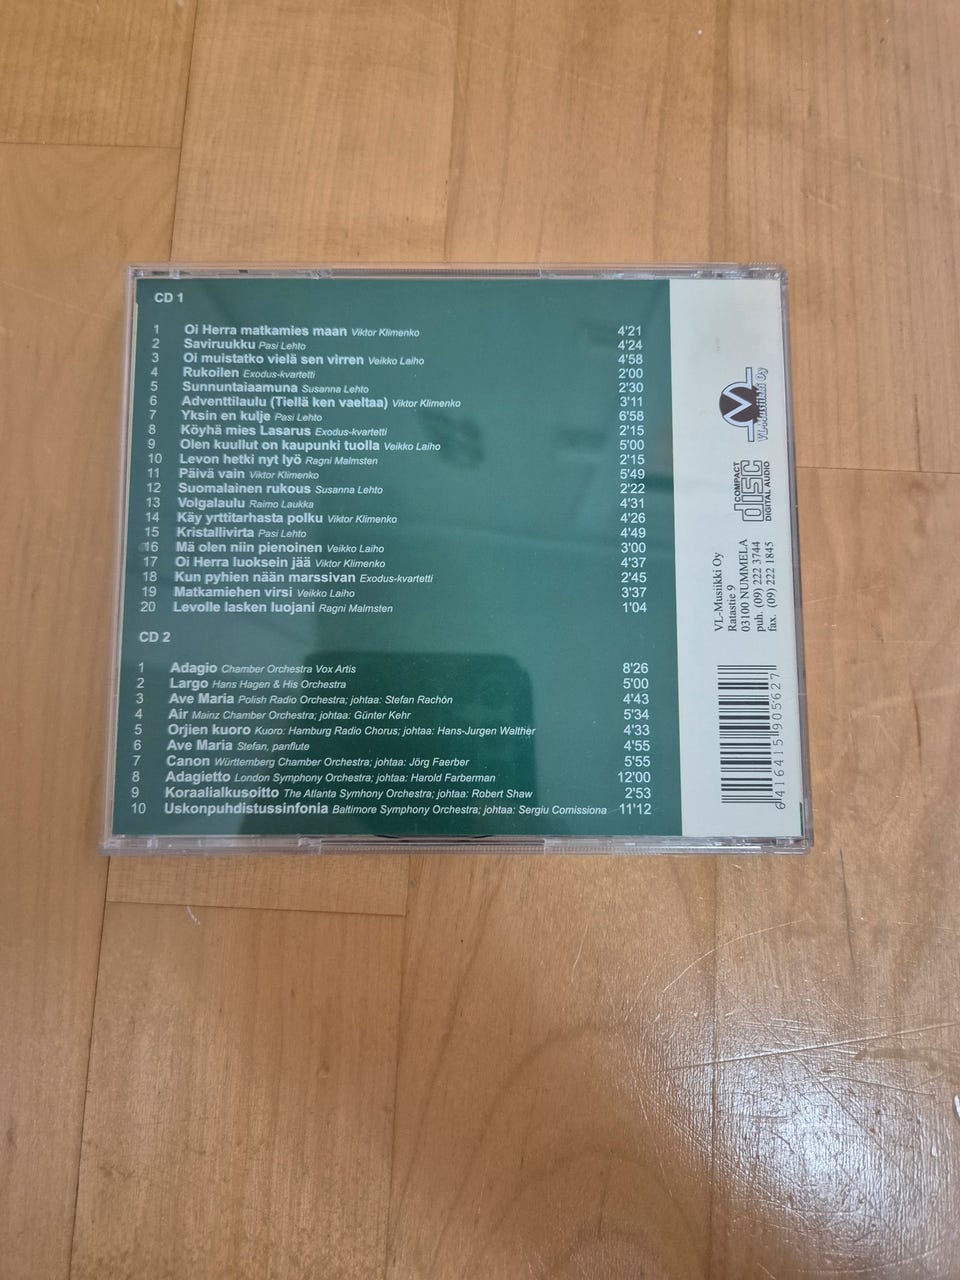 CD 1
1 Oi Herra matkamies maan Viktor Klimenko 4'21
2 Saviruukku Pasi Lehto 4'24
3 Oi muistatko vielä sen virren Veikko Laiho 4'58
4 Rukoilen Exodus-kvartetti 2'00
5 Sunnuntaiaamuna Susanna Lehto 2'30
6 Adventtilaulu (Tiellä ken vaeltaa) Viktor Klimenko 3'11
7 Yksin en kulje Pasi Lehto 6'58
8 Köyhä mies Lasarus Exodus-kvartetti 2'15
9 Olen kuullut on kaupunki tuolla Veikko Laiho 5'00
10 Levon hetki nyt lyö Ragni Malmsten 2'15
11 Päivä vain Viktor Klimenko 5'49
12 Suomalainen rukous Susanna Lehto 2'22
13 Volgalaulu Raimo Laukka 4'31
14 Käy yrttitarhasta polku Viktor Klimenko 4'26
15 Kristallivirta Pasi Lehto 4'49
16 Mä olen niin pienoinen Veikko Laiho 3'00
17 Oi Herra luoksein jää Viktor Klimenko 4'37
18 Kun pyhien nään marssivan Exodus-kvartetti 2'45
19 Matkamiehen virsi Veikko Laiho 3'37
20 Levolle lasken luojani Ragni Malmsten 1'04
CD 2
1 Adagio Chamber Orchestra Vox Artis 8'26
2 Largo Hans Hagen & His Orchestra 5'00
3 Ave Maria Polish Radio Orchestra; johtaa: Stefan Rachón 4'43
4 Air Mainz Chamber Orchestra; johtaa: Günter Kehr 5'34
5 Orjien kuoro Kuoro: Hamburg Radio Chorus; johtaa: Hans-Jurgen Walther 4'33
6 Ave Maria Stefan, panflute 4'55
7 Canon Württemberg Chamber Orchestra; johtaa: Jörg Faerber 5'55
8 Adagietto London Symphony Orchestra; johtaa: Harold Farberman 12'00
9 Koraalialkusoitto The Atlanta Symhony Orchestra; johtaa: Robert Shaw 2'53
10 Uskonpuhdistussinfonia Baltimore Symphony Orchestra; johtaa: Sergiu Comissiona 11'12
VL-Musiikki Oy
COMPACT
disc
DIGITAL AUDIO
VL-Musiikki Oy
Ratastie 9
03100 NUMMELA
puh. (09) 222 3744
fax. (09) 222 1845
6 416415 905627